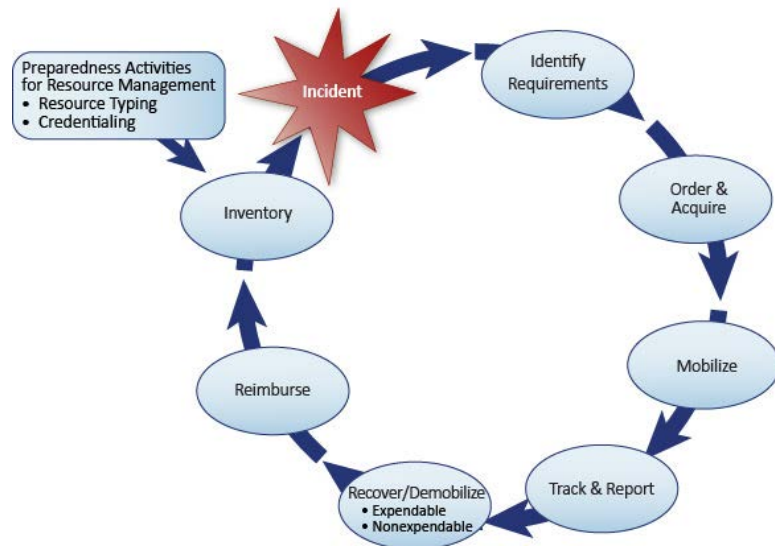 Preparedness Activities
for Resource Management
• Resource Typing
• Credentialing
Incident
Identify
Requirements
Order &
Acquire
Mobilize
Track & Report
Recover/Demobilize
• Expendable
• Nonexpendable
Reimburse
Inventory